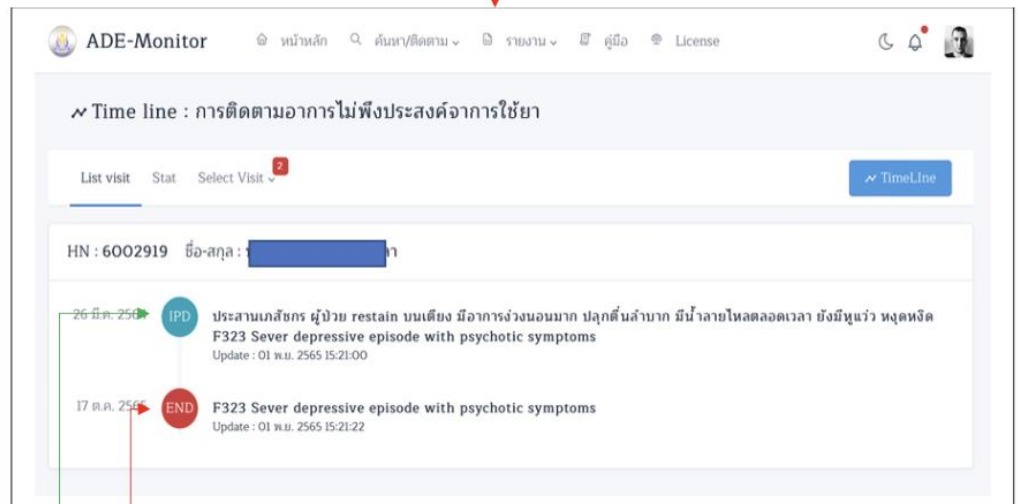 ADE-Monitor หน้าหลัก ค้นหา/ติดตาม รายงาน คู่มือ License
Time line : การติดตามอาการไม่พึงประสงค์จาการใช้ยา
List visit Stat Select Visit 2 TimeLIne
HN : 6002919 ชื่อ-สกุล :
26 มี.ค. IPD ประสานเภสัชกร ผู้ป่วย restain บนเตียง มีอาการง่วงนอนมาก ปลุกตื่นลำบาก มีน้ำลายไหลตลอดเวลา ยังมีหูแว่ว หงุดหงิด
F323 Sever depressive episode with psychotic symptoms
Update : 01 พ.ย. 2565 15:21:00
17 ต.ค. 2565 END F323 Sever depressive episode with psychotic symptoms
Update : 01 พ.ย. 2565 15:21:22